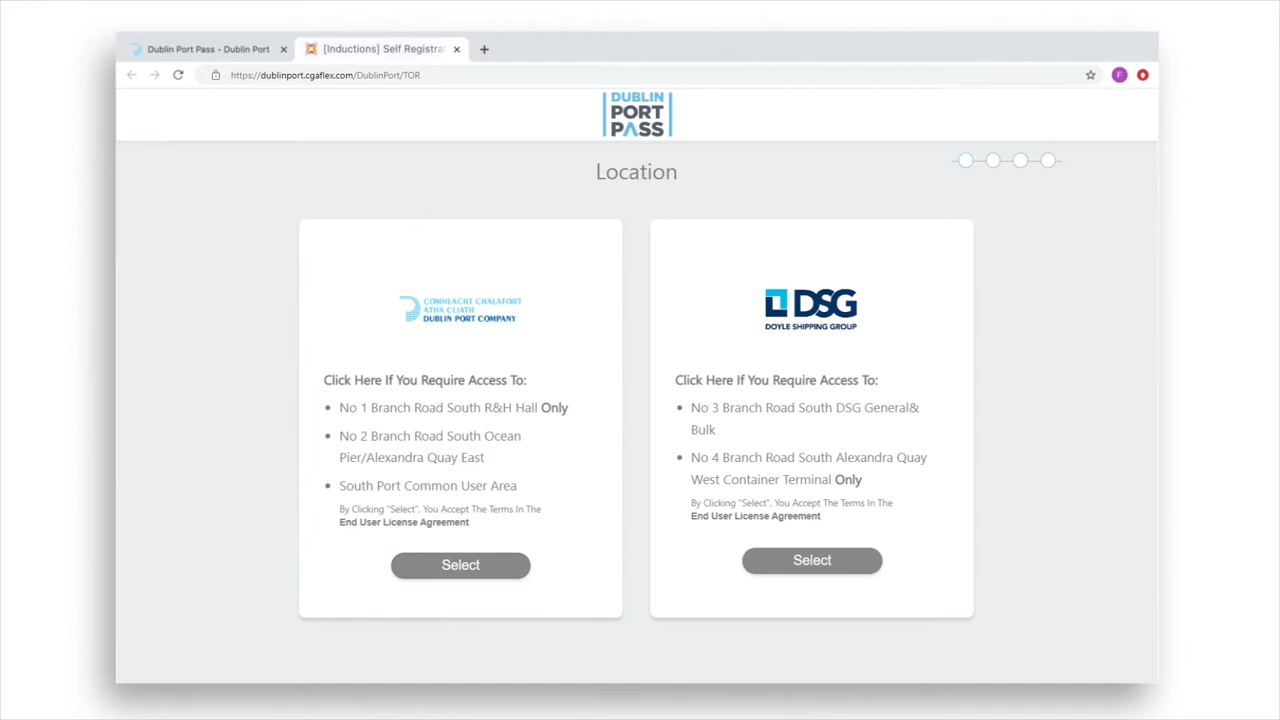 Dublin Port Pass - Dublin Port
[Inductions] Self Registra
https://dublinport.cgaflex.com/DublinPort/TOR
F
DUBLIN
PORT
PASS
Location
COMHLACHT CHALAFORT
ÁTHA CLIATH
DUBLIN PORT COMPANY
Click Here If You Require Access To:
• No 1 Branch Road South R&H Hall Only
• No 2 Branch Road South Ocean
Pier/Alexandra Quay East
• South Port Common User Area
By Clicking "Select", You Accept The Terms In The
End User License Agreement
Select
DSG
DOYLE SHIPPING GROUP
Click Here If You Require Access To:
• No 3 Branch Road South DSG General&
Bulk
• No 4 Branch Road South Alexandra Quay
West Container Terminal Only
By Clicking "Select", You Accept The Terms In The
End User License Agreement
Select